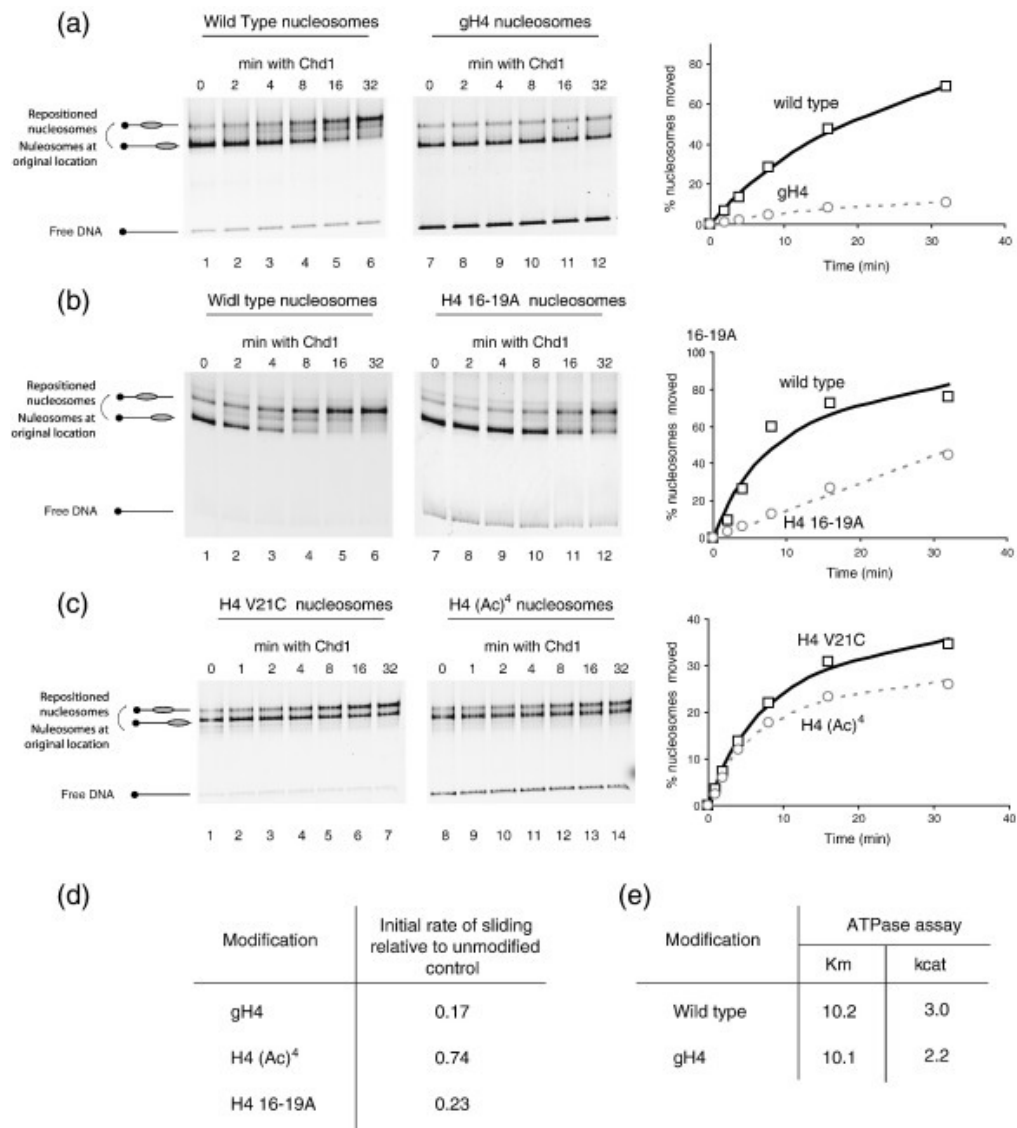 (a)
Wild Type nucleosomes
gH4 nucleosomes
min with Chd1
min with Chd1
0 2 4 8 16 32
0 2 4 8 16 32
Repositioned
nucleosomes
Nuleosomes at
original location
Free DNA
1 2 3 4 5 6
7 8 9 10 11 12
% nucleosomes moved
80
60
40
20
0
wild type
gH4
0 10 20 30 40
Time (min)
(b)
Widl type nucleosomes
H4 16-19A nucleosomes
min with Chd1
min with Chd1
0 2 4 8 16 32
0 2 4 8 16 32
Repositioned
nucleosomes
Nuleosomes at
original location
Free DNA
1 2 3 4 5 6
7 8 9 10 11 12
16-19A
% nucleosomes moved
100
80
60
40
20
0
wild type
H4 16-19A
0 10 20 30 40
Time (min)
(c)
H4 V21C nucleosomes
H4 (Ac)⁴ nucleosomes
min with Chd1
min with Chd1
0 1 2 4 8 16 32
0 1 2 4 8 16 32
Repositioned
nucleosomes
Nuleosomes at
original location
Free DNA
1 2 3 4 5 6 7
8 9 10 11 12 13 14
% nucleosomes moved
40
30
20
10
0
H4 V21C
H4 (Ac)⁴
0 10 20 30 40
Time (min)
(d)
Modification
Initial rate of sliding
relative to unmodified
control
gH4 0.17
H4 (Ac)⁴ 0.74
H4 16-19A 0.23
(e)
Modification
ATPase assay
Km kcat
Wild type 10.2 3.0
gH4 10.1 2.2